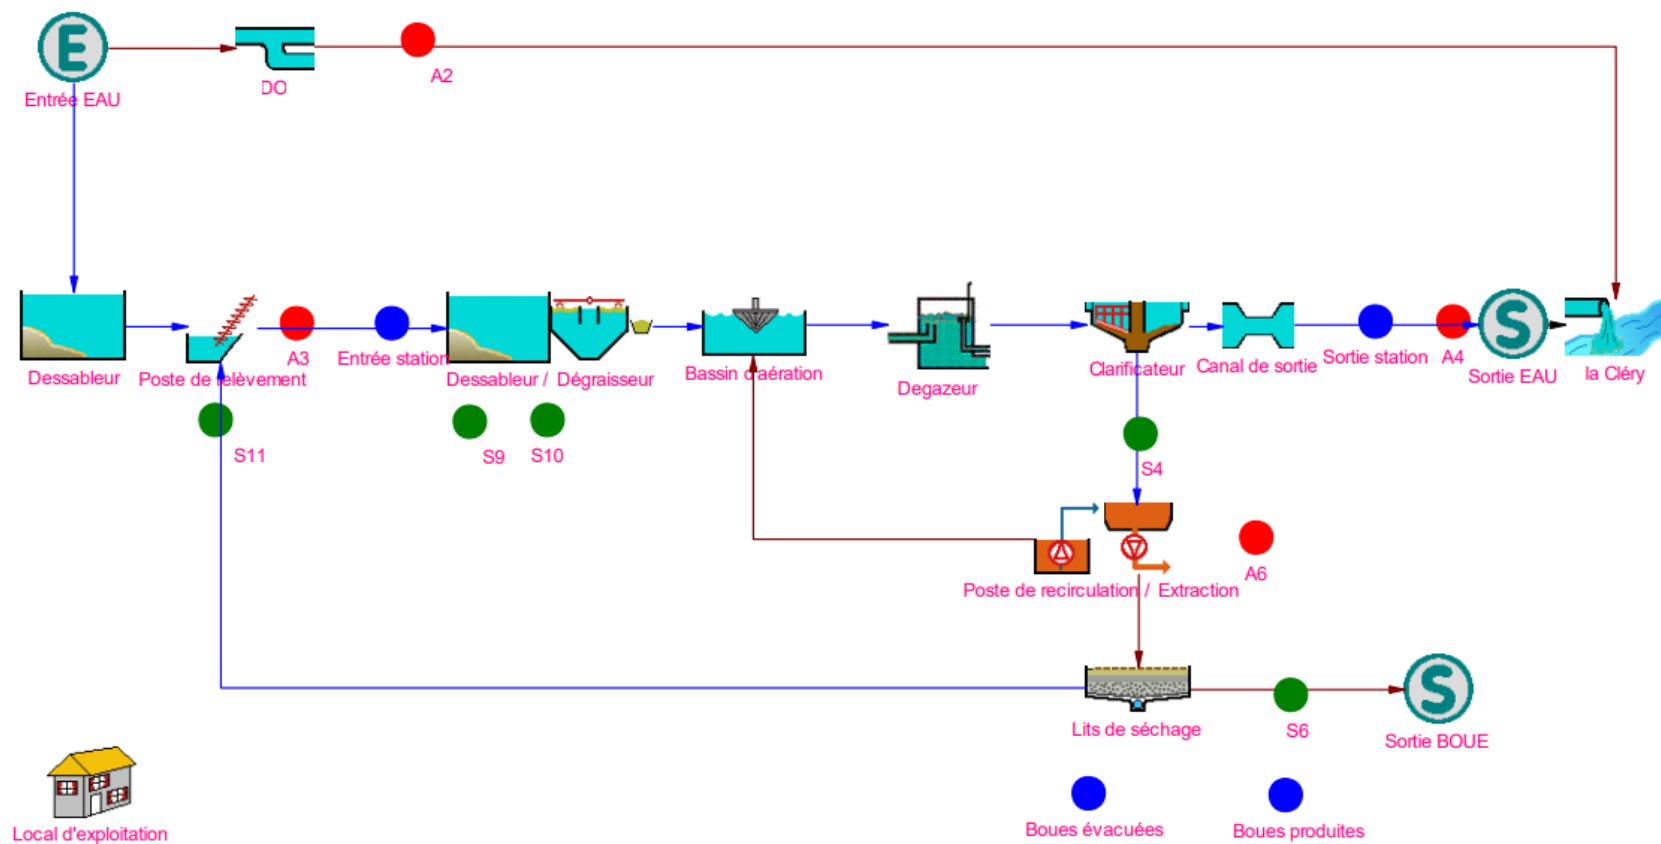 E
Entrée EAU
DO
A2
Dessableur
Poste de relèvement
A3
Entrée station
Dessableur / Dégraisseur
Bassin d'aération
Degazeur
Clarificateur
Canal de sortie
Sortie station
A4
S
Sortie EAU
la Cléry
S11
S9
S10
S4
A6
Poste de recirculation / Extraction
Lits de séchage
S6
S
Sortie BOUE
Local d'exploitation
Boues évacuées
Boues produites